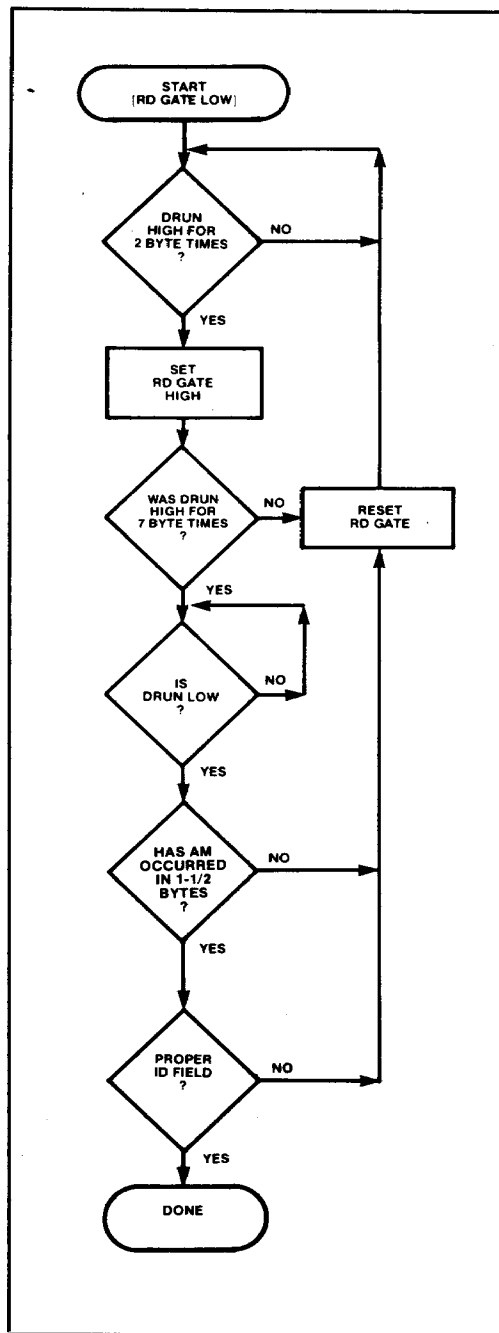 START
(RD GATE LOW)
DRUN
HIGH FOR
2 BYTE TIMES
?
NO
YES
SET
RD GATE
HIGH
WAS DRUN
HIGH FOR
7 BYTE TIMES
?
NO
RESET
RD GATE
YES
IS
DRUN LOW
?
NO
YES
HAS AM
OCCURRED
IN 1-1/2
BYTES
?
NO
YES
PROPER
ID FIELD
?
NO
YES
DONE